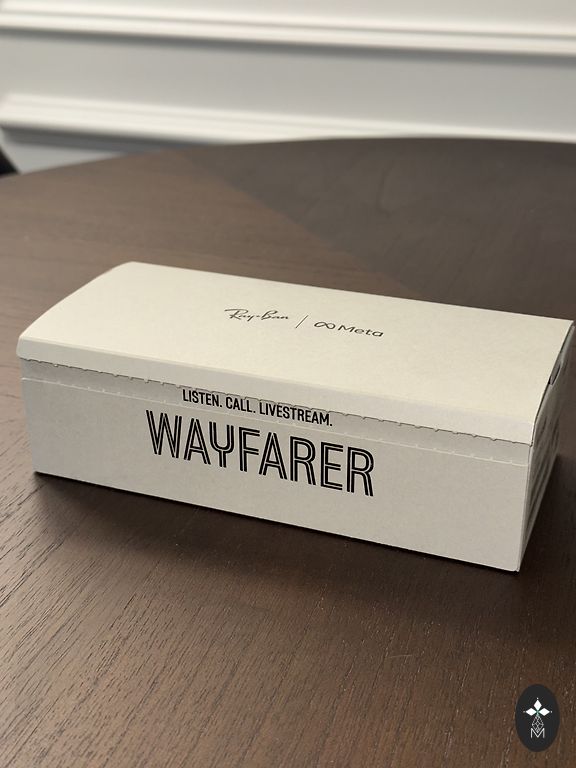 Ray-Ban | ∞ Meta
LISTEN. CALL. LIVESTREAM.
WAYFARER
M